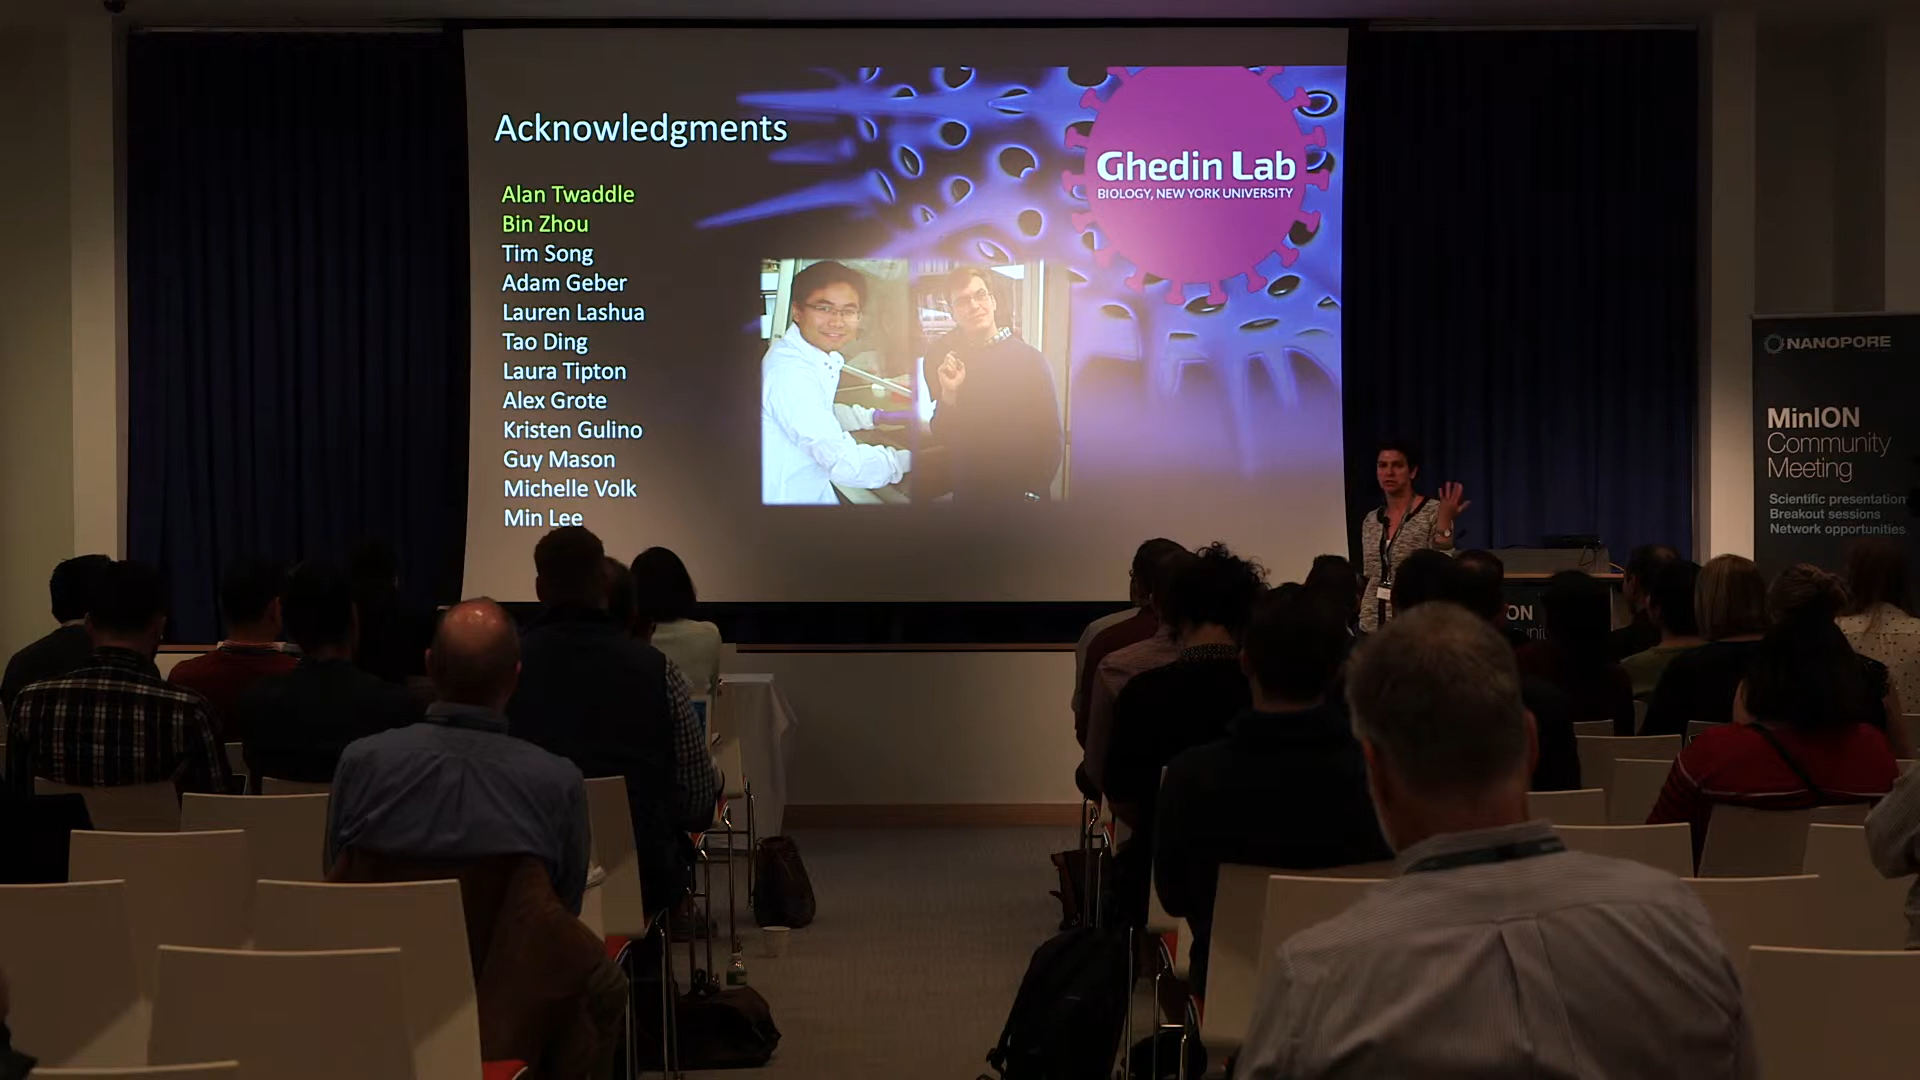 Acknowledgments
Alan Twaddle
Bin Zhou
Tim Song
Adam Geber
Lauren Lashua
Tao Ding
Laura Tipton
Alex Grote
Kristen Gulino
Guy Mason
Michelle Volk
Min Lee
Ghedin Lab
BIOLOGY, NEW YORK UNIVERSITY
NANOPORE
MinION
Community
Meeting
Scientific presentation
Breakout sessions
Network opportunities
ON